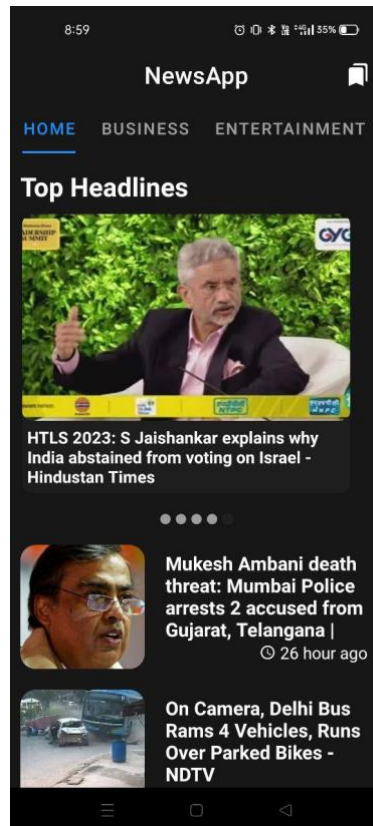 8:59
35%
NewsApp
HOME BUSINESS ENTERTAINMENT
Top Headlines
GYC
NTPC
NTPC
HTLS 2023: S Jaishankar explains why
India abstained from voting on Israel -
Hindustan Times
Mukesh Ambani death
threat: Mumbai Police
arrests 2 accused from
Gujarat, Telangana |
26 hour ago
On Camera, Delhi Bus
Rams 4 Vehicles, Runs
Over Parked Bikes -
NDTV